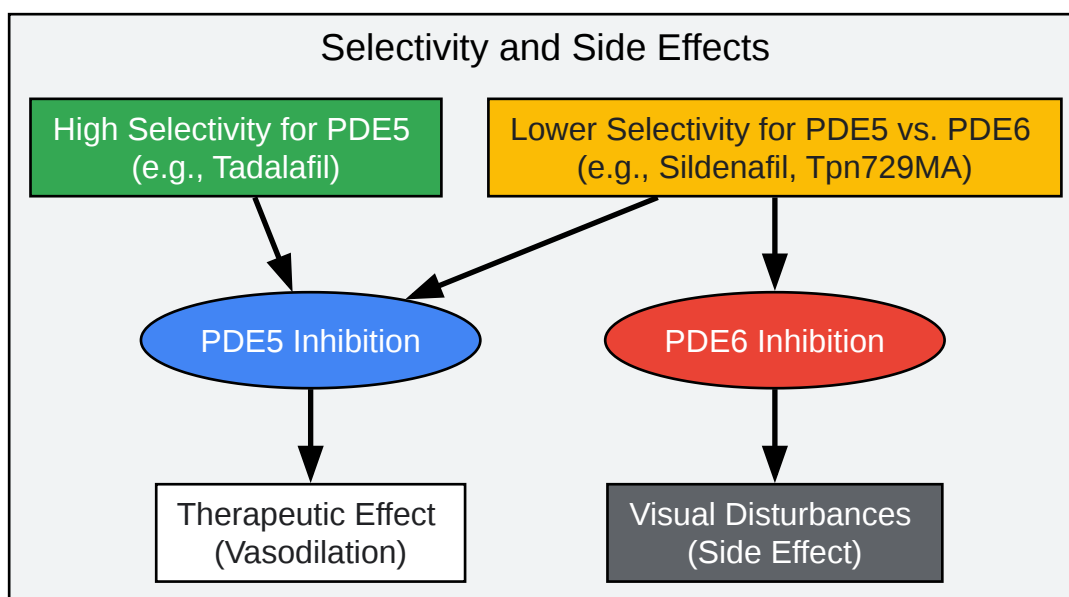 Selectivity and Side Effects
High Selectivity for PDE5
(e.g., Tadalafil)
Lower Selectivity for PDE5 vs. PDE6
(e.g., Sildenafil, Tpn729MA)
PDE5 Inhibition
PDE6 Inhibition
Therapeutic Effect
(Vasodilation)
Visual Disturbances
(Side Effect)